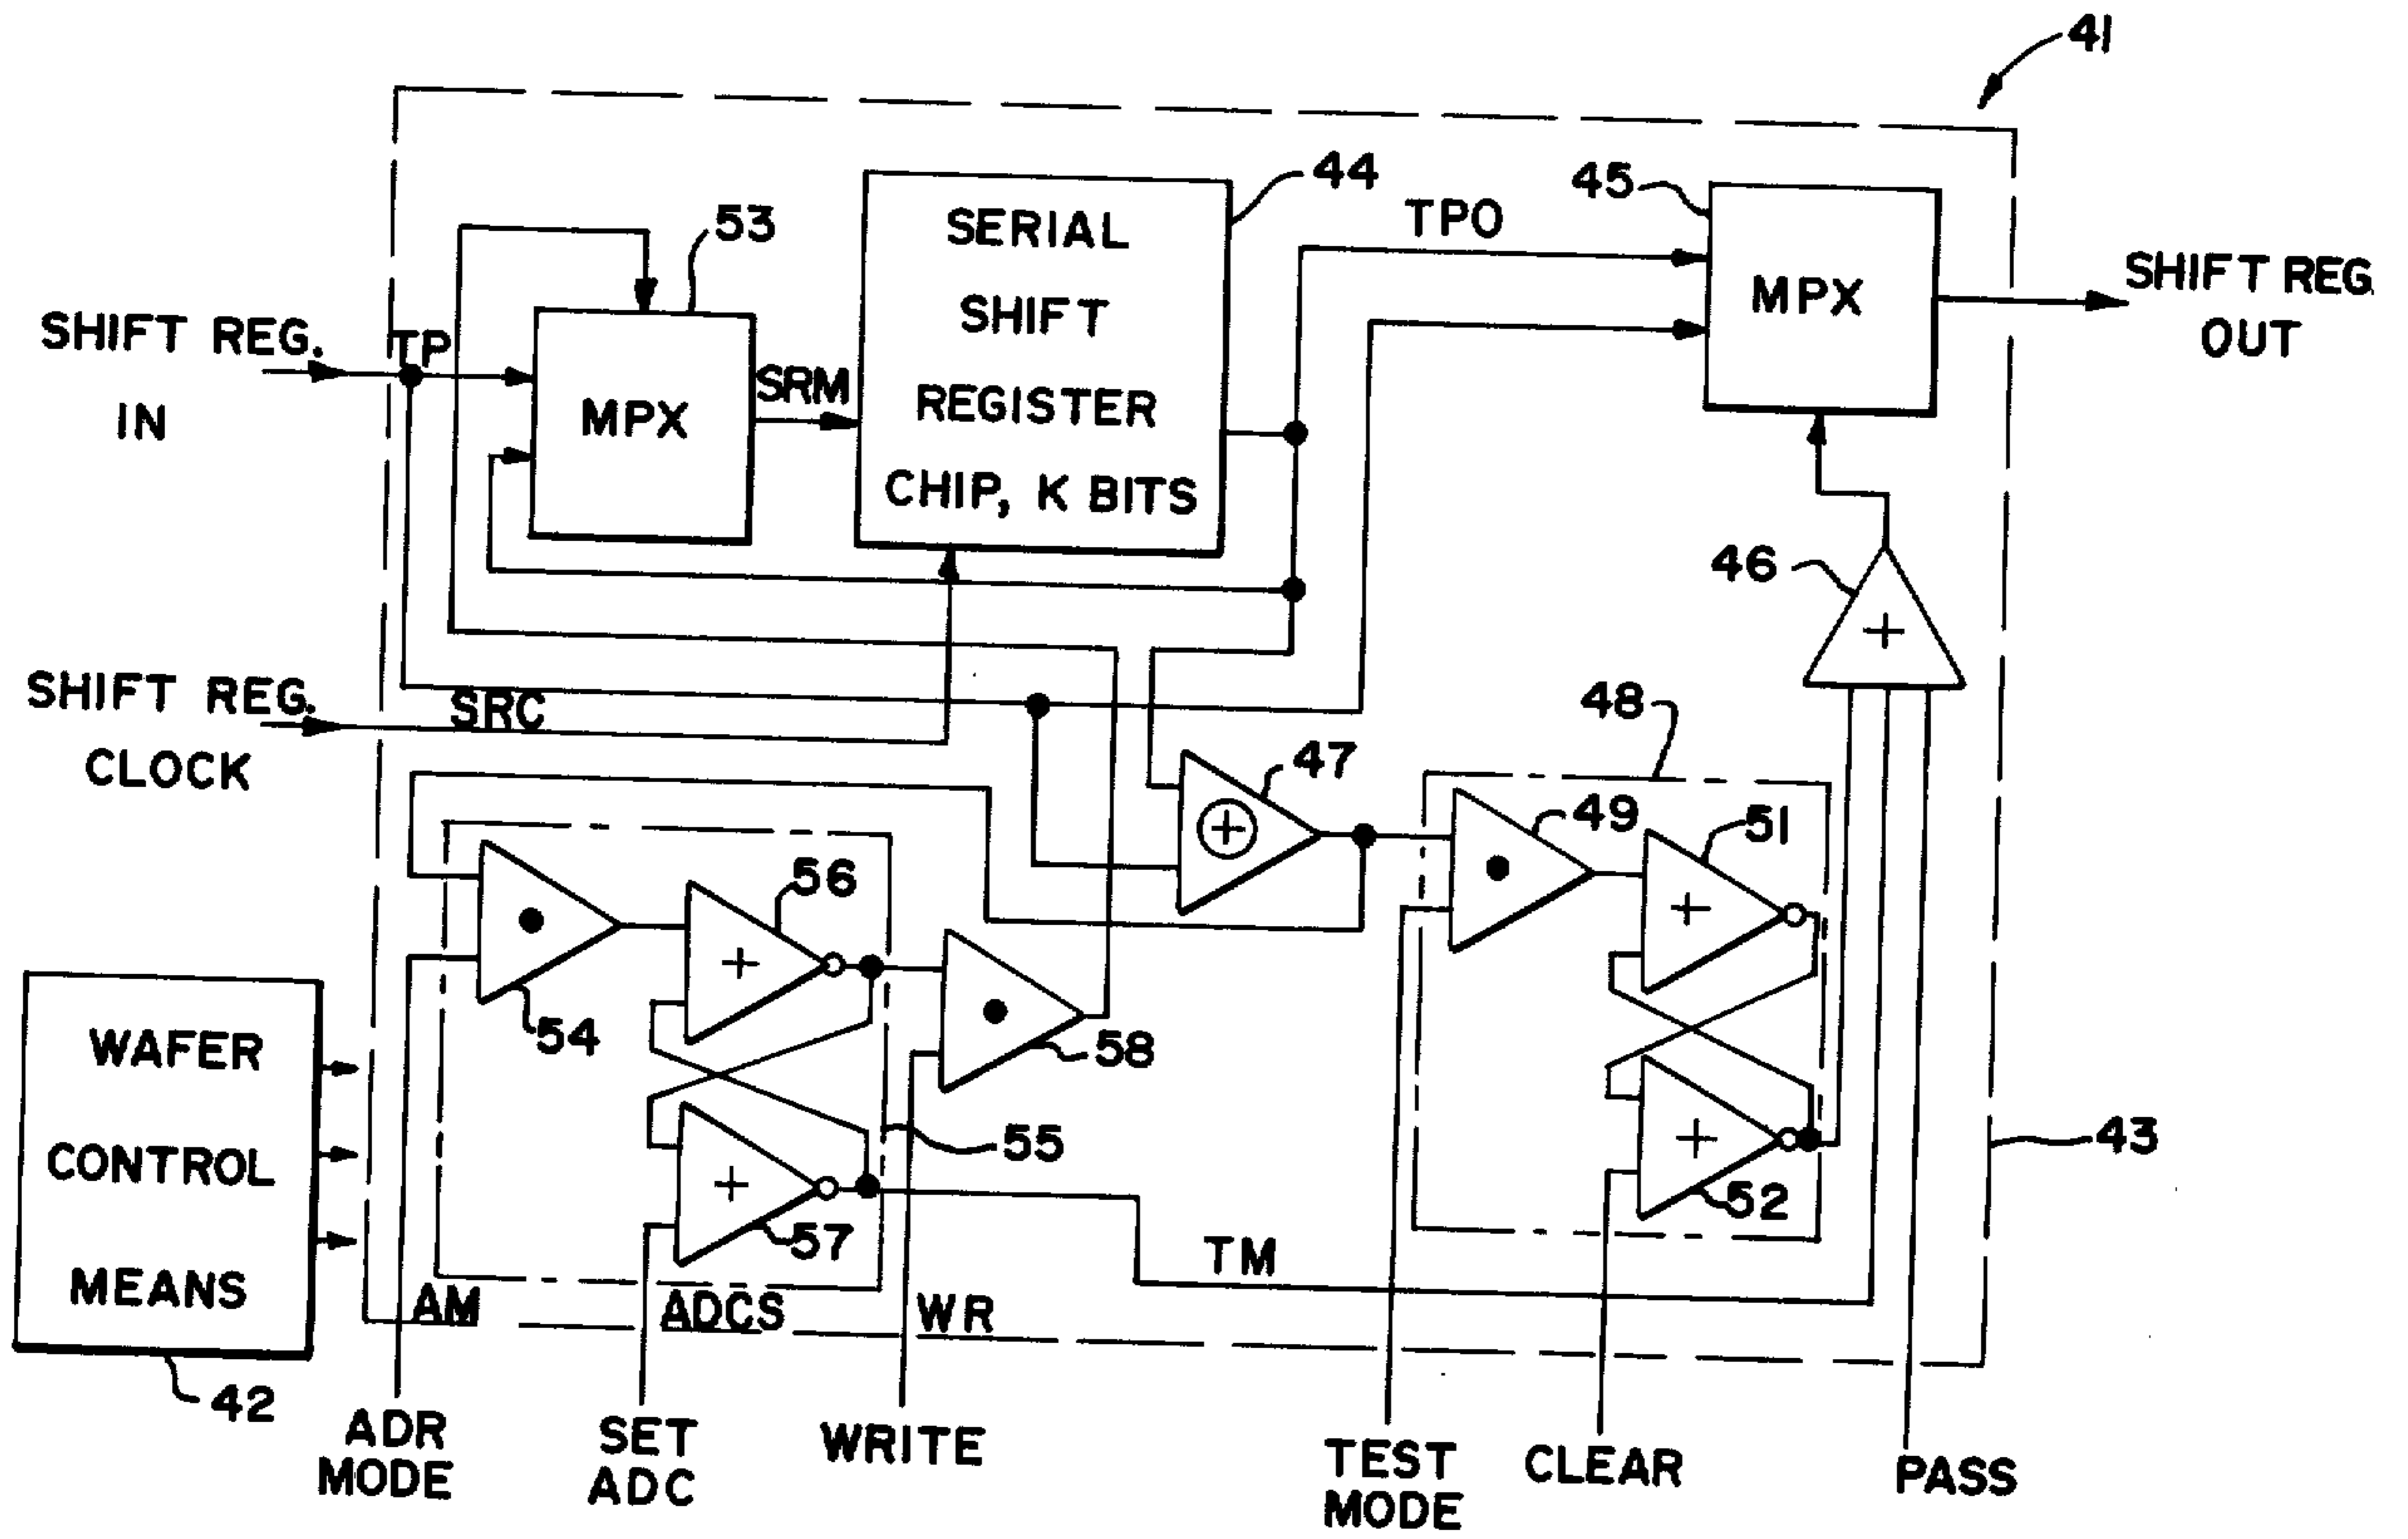 41
44
45
53
TPO
SERIAL
SHIFT
REGISTER
CHIP, K BITS
MPX
SHIFT REG.
OUT
SHIFT REG.
IN
TP
MPX
SRM
46
+
SHIFT REG.
CLOCK
SRC
47
+
48
49
51
+
56
+
54
58
WAFER
CONTROL
MEANS
42
55
+
57
+
52
43
TM
AM
ADCS
WR
ADR
MODE
SET
ADC
WRITE
TEST
MODE
CLEAR
PASS